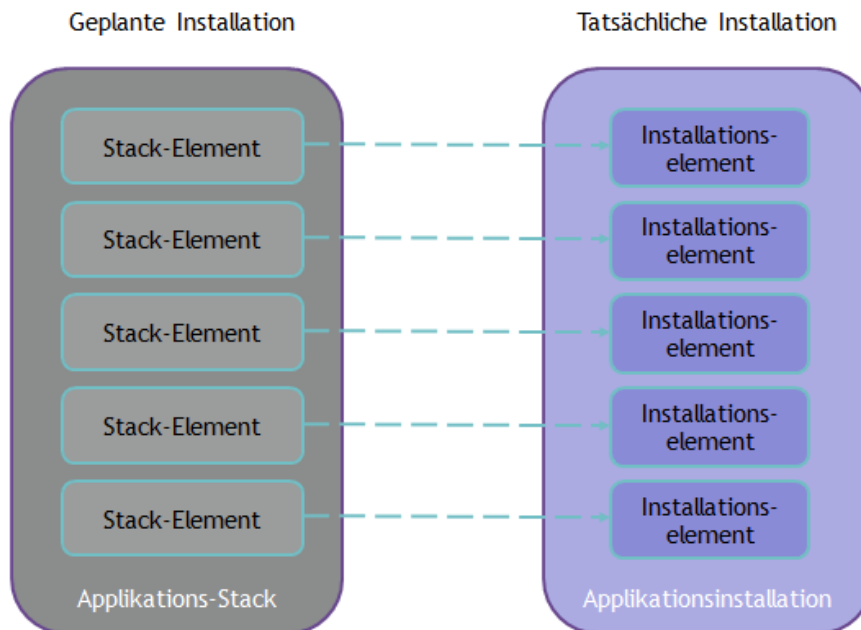 Geplante Installation
Tatsächliche Installation
Stack-Element
Installations-
element
Stack-Element
Installations-
element
Stack-Element
Installations-
element
Stack-Element
Installations-
element
Stack-Element
Installations-
element
Applikations-Stack
Applikationsinstallation